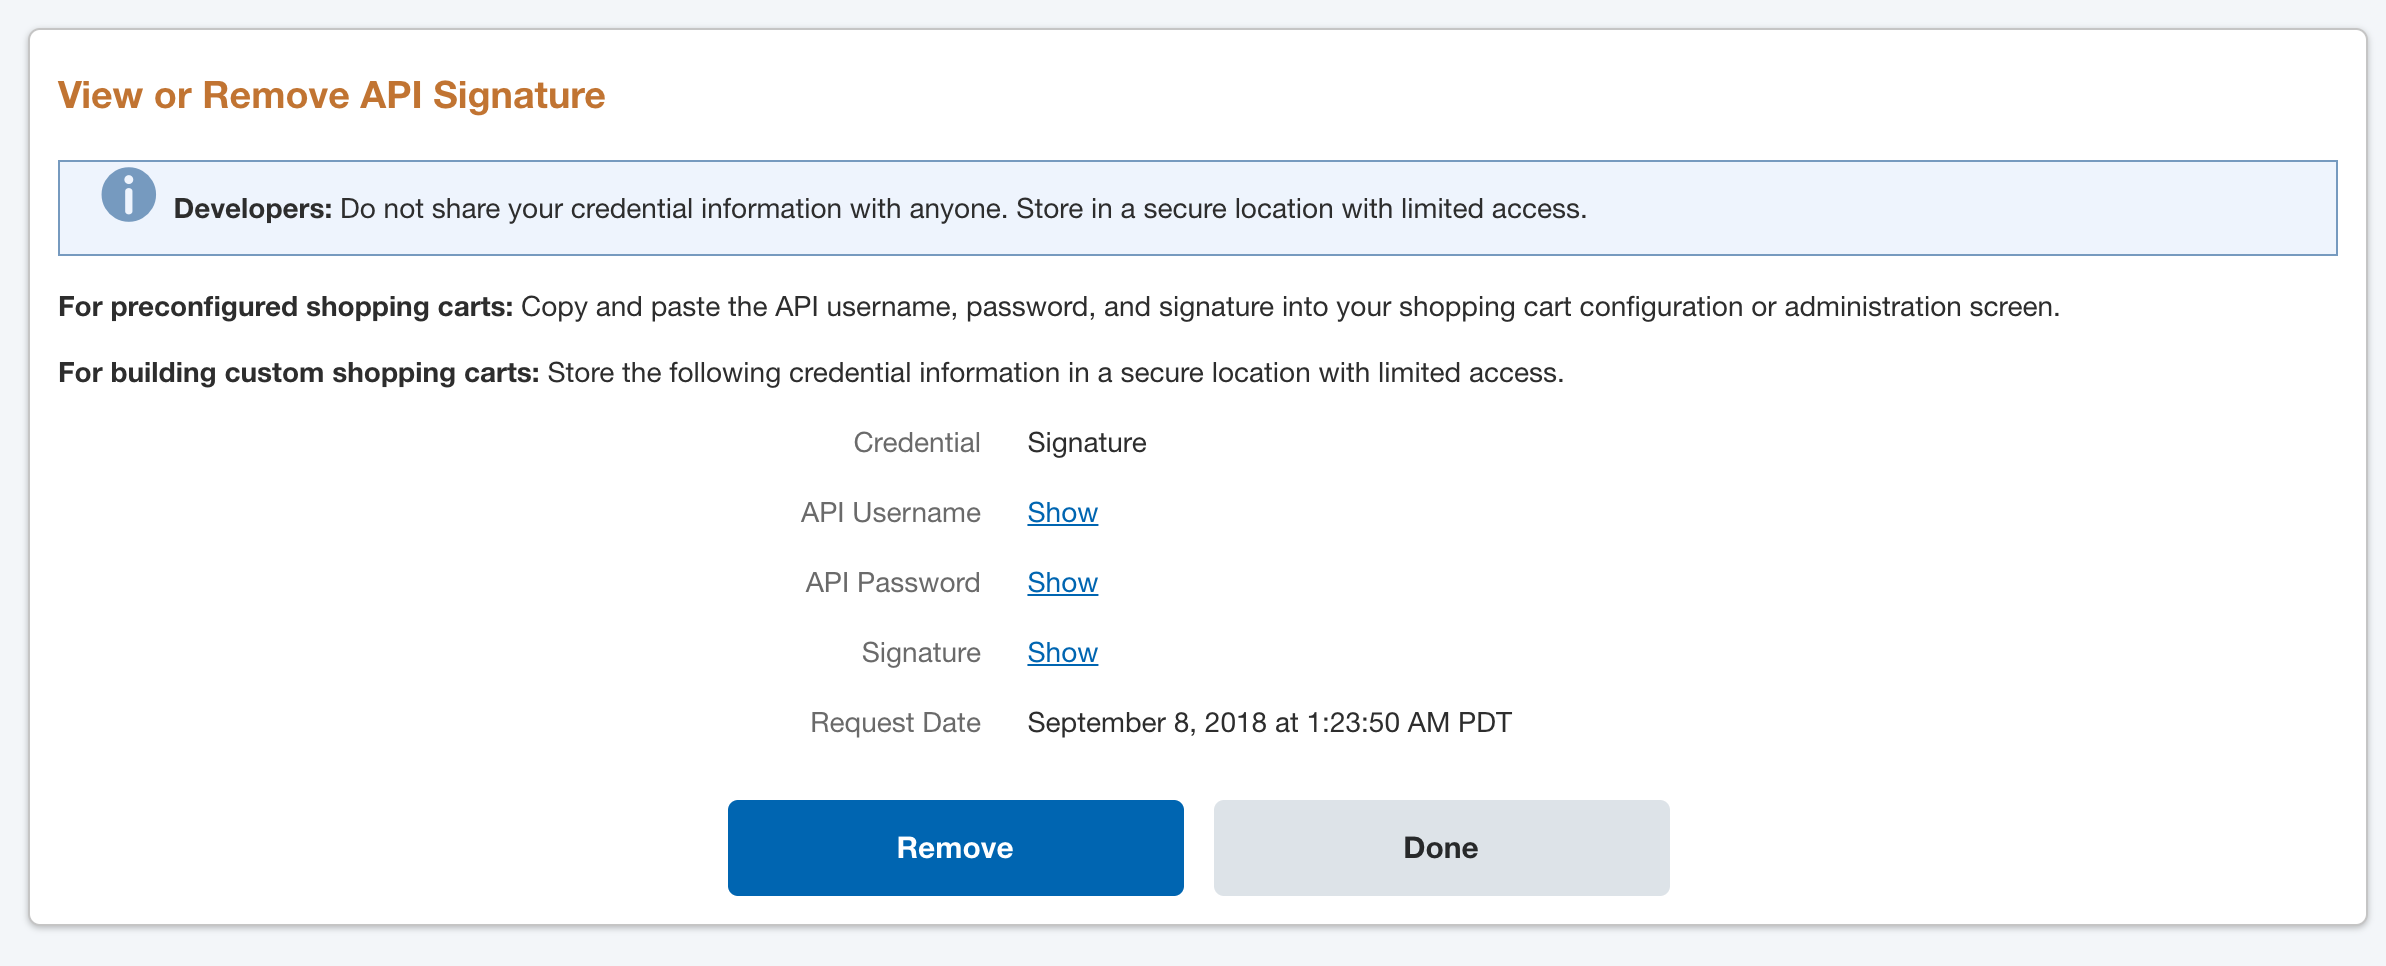 View or Remove API Signature
Developers: Do not share your credential information with anyone. Store in a secure location with limited access.
For preconfigured shopping carts: Copy and paste the API username, password, and signature into your shopping cart configuration or administration screen.
For building custom shopping carts: Store the following credential information in a secure location with limited access.
Credential Signature
API Username Show
API Password Show
Signature Show
Request Date September 8, 2018 at 1:23:50 AM PDT
Remove Done